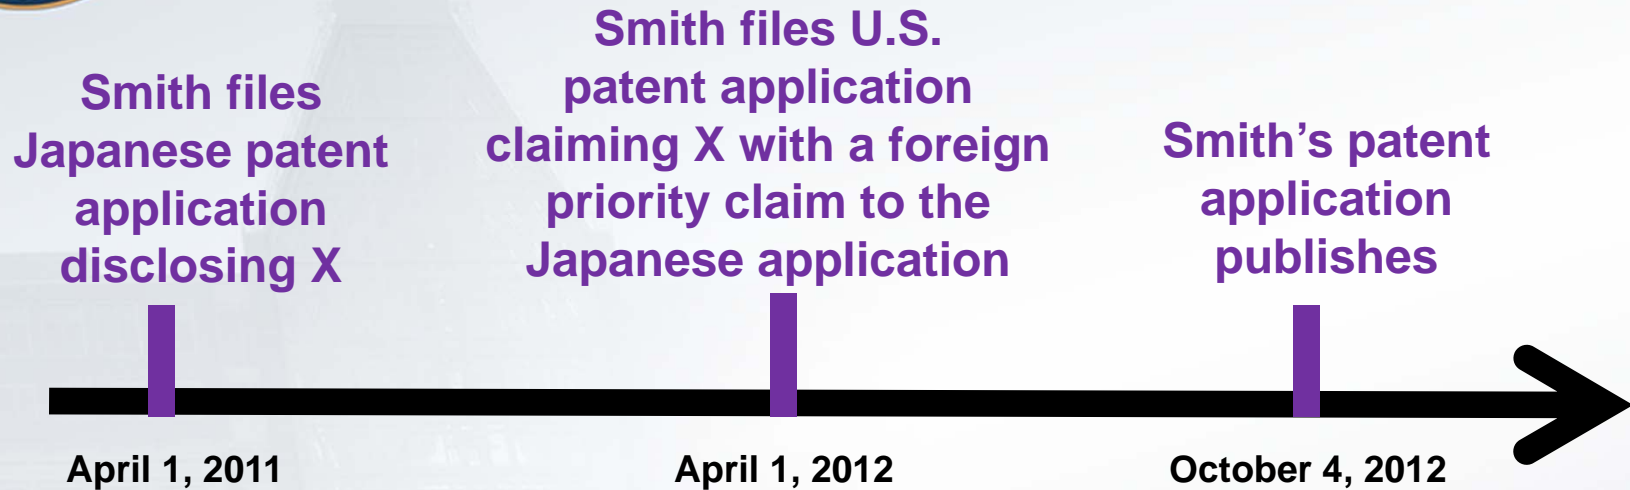 Smith files
Japanese patent
application
disclosing X
Smith files U.S.
patent application
claiming X with a foreign
priority claim to the
Japanese application
Smith’s patent
application
publishes
April 1, 2011
April 1, 2012
October 4, 2012